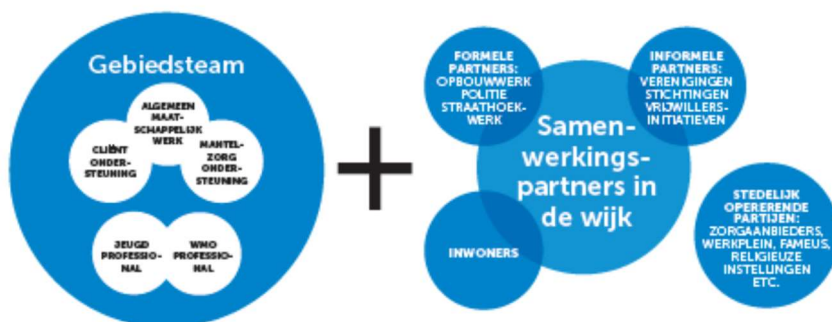 Gebiedsteam
ALGEMEEN
MAAT-
SCHAPPELIJK
WERK
CLIËNT
ONDER-
STEUNING
MANTEL-
ZORG
ONDER-
STEUNING
JEUGD
PROFESSIO-
NAL
WMO
PROFESSIO-
NAL
+
FORMELE
PARTNERS:
OPBOUWWERK
POLITIE
STRAATHOEK-
WERK
INFORMELE
PARTNERS:
VERENIGINGEN
STICHTINGEN
VRIJWILLERS-
INITIATIEVEN
Samen-
werkings-
partners in
de wijk
INWONERS
STEDELIJK
OPERERENDE
PARTIJEN:
ZORGAANBIEDERS,
WERKPLEIN, FAMEUS,
RELIGIEUZE
INSTELLINGEN
ETC.